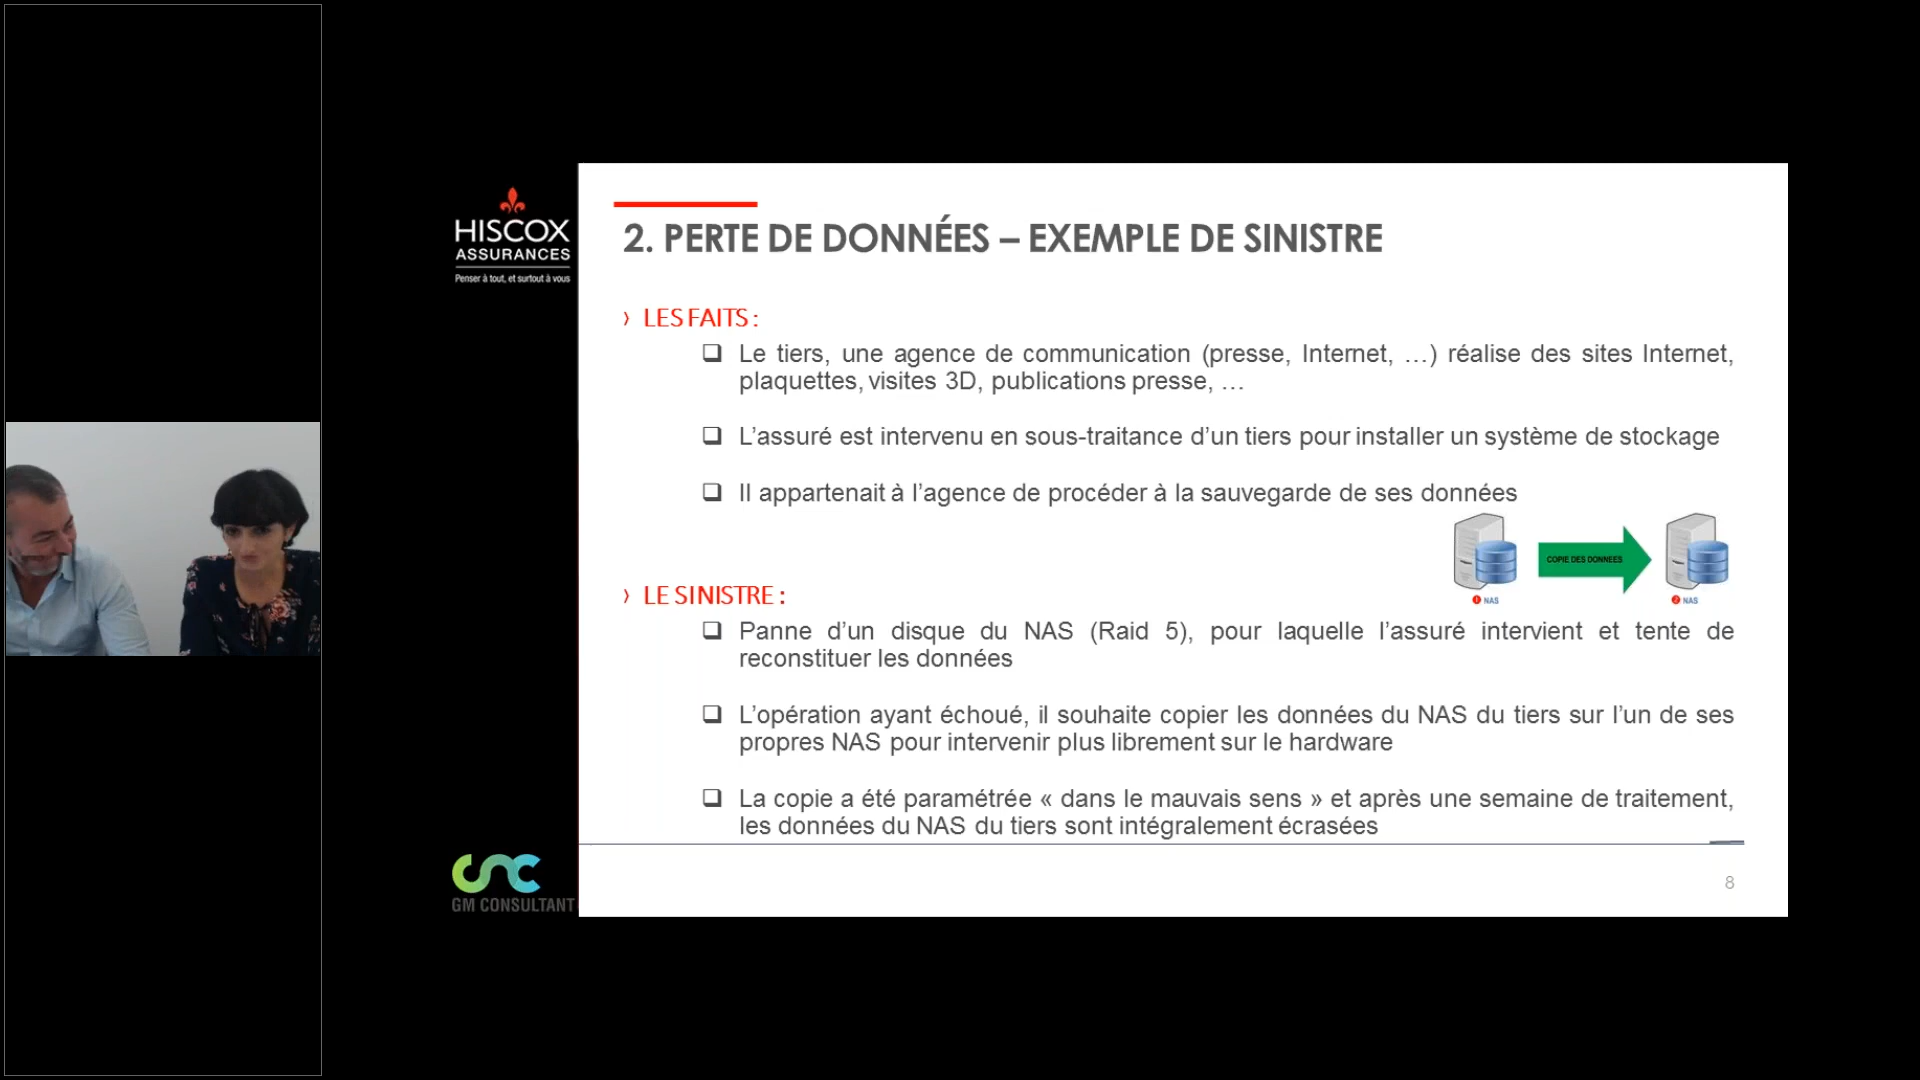 HISCOX
ASSURANCES
Penser à tout, et surtout à vous
2. PERTE DE DONNÉES – EXEMPLE DE SINISTRE
LES FAITS :
Le tiers, une agence de communication (presse, Internet, …) réalise des sites Internet,
plaquettes, visites 3D, publications presse, …
L’assuré est intervenu en sous-traitance d’un tiers pour installer un système de stockage
Il appartenait à l’agence de procéder à la sauvegarde de ses données
COPIE DES DONNEES
1 NAS
2 NAS
LE SINISTRE :
Panne d’un disque du NAS (Raid 5), pour laquelle l’assuré intervient et tente de
reconstituer les données
L’opération ayant échoué, il souhaite copier les données du NAS du tiers sur l’un de ses
propres NAS pour intervenir plus librement sur le hardware
La copie a été paramétrée « dans le mauvais sens » et après une semaine de traitement,
les données du NAS du tiers sont intégralement écrasées
GM CONSULTANT
8